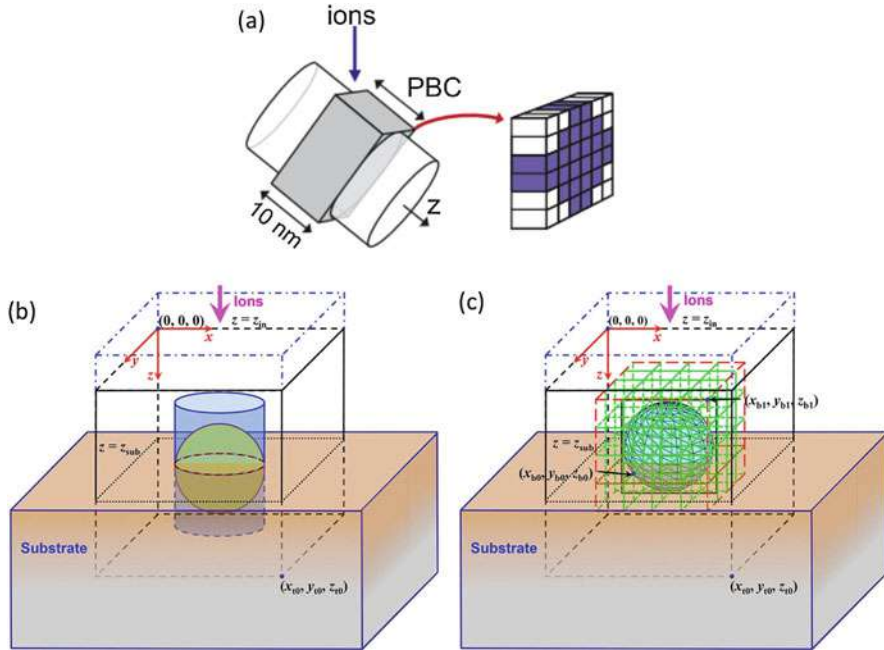 (a)
ions
PBC
10 nm
z
(b)
Ions
(0, 0, 0)
z = z_in
x
y
z
z = z_sub
Substrate
(x_t0, y_t0, z_t0)
(c)
Ions
(0, 0, 0)
z = z_in
x
y
z
(x_b1, y_b1, z_b1)
z = z_sub
(x_b0, y_b0, z_b0)
Substrate
(x_t0, y_t0, z_t0)